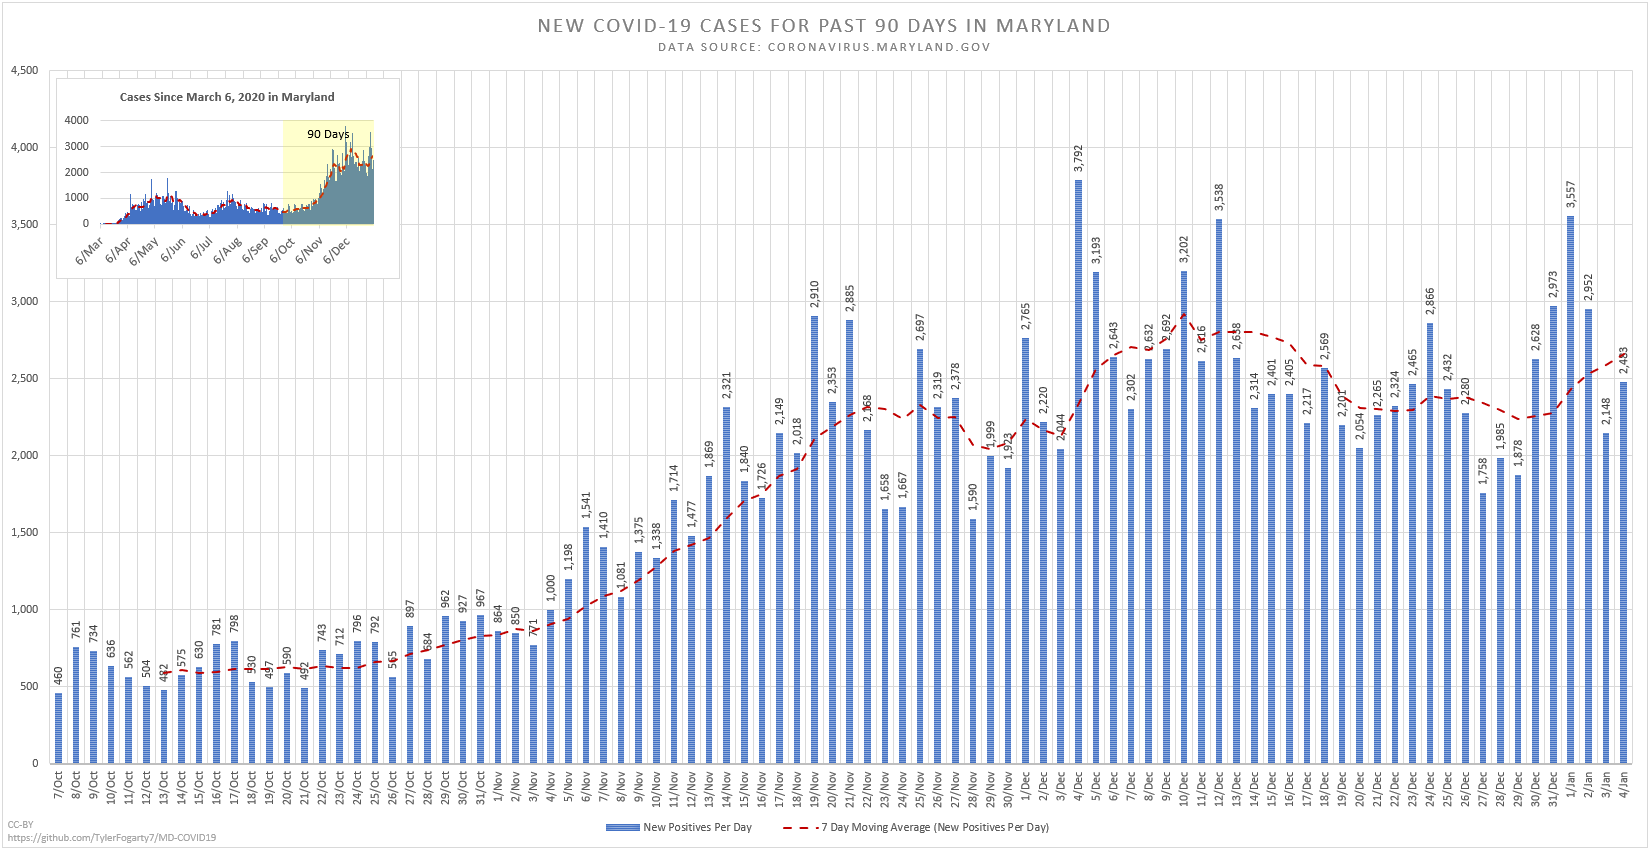 NEW COVID-19 CASES FOR PAST 90 DAYS IN MARYLAND
DATA SOURCE: CORONAVIRUS.MARYLAND.GOV
4,500
4,000
3,500
3,000
2,500
2,000
1,500
1,000
500
0
Cases Since March 6, 2020 in Maryland
90 Days
4000
3000
2000
1000
0
6/Mar
6/Apr
6/May
6/Jun
6/Jul
6/Aug
6/Sep
6/Oct
6/Nov
6/Dec
460
761
734
636
562
504
482
575
630
781
798
530
497
590
492
743
712
796
792
565
897
684
962
927
967
864
850
771
1,000
1,198
1,541
1,410
1,081
1,375
1,338
1,714
1,477
1,869
2,321
1,840
1,726
2,149
2,018
2,910
2,353
2,885
2,168
1,658
1,667
2,697
2,319
2,378
1,590
1,999
1,923
2,765
2,220
2,044
3,792
3,193
2,643
2,302
2,632
2,692
3,202
2,616
3,538
2,638
2,314
2,401
2,405
2,217
2,569
2,201
2,054
2,265
2,324
2,465
2,866
2,432
2,280
1,758
1,985
1,878
2,628
2,973
3,557
2,952
2,148
2,483
7/Oct
8/Oct
9/Oct
10/Oct
11/Oct
12/Oct
13/Oct
14/Oct
15/Oct
16/Oct
17/Oct
18/Oct
19/Oct
20/Oct
21/Oct
22/Oct
23/Oct
24/Oct
25/Oct
26/Oct
27/Oct
28/Oct
29/Oct
30/Oct
31/Oct
1/Nov
2/Nov
3/Nov
4/Nov
5/Nov
6/Nov
7/Nov
8/Nov
9/Nov
10/Nov
11/Nov
12/Nov
13/Nov
14/Nov
15/Nov
16/Nov
17/Nov
18/Nov
19/Nov
20/Nov
21/Nov
22/Nov
23/Nov
24/Nov
25/Nov
26/Nov
27/Nov
28/Nov
29/Nov
30/Nov
1/Dec
2/Dec
3/Dec
4/Dec
5/Dec
6/Dec
7/Dec
8/Dec
9/Dec
10/Dec
11/Dec
12/Dec
13/Dec
14/Dec
15/Dec
16/Dec
17/Dec
18/Dec
19/Dec
20/Dec
21/Dec
22/Dec
23/Dec
24/Dec
25/Dec
26/Dec
27/Dec
28/Dec
29/Dec
30/Dec
31/Dec
1/Jan
2/Jan
3/Jan
4/Jan
New Positives Per Day
7 Day Moving Average (New Positives Per Day)
CC-BY
https://github.com/TylerFogarty7/MD-COVID19